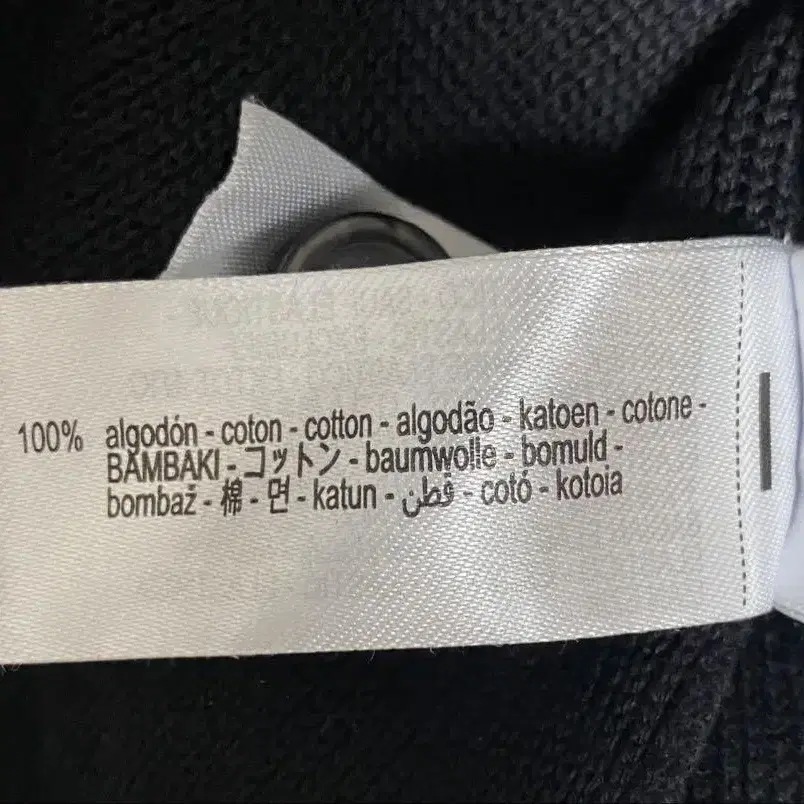 100% algodón - coton - cotton - algodão - katoen - cotone -
BAMBAKI - コットン - baumwolle - bomuld -
bombaž - 棉 - 면 - katun - قطن - cotó - kotoia